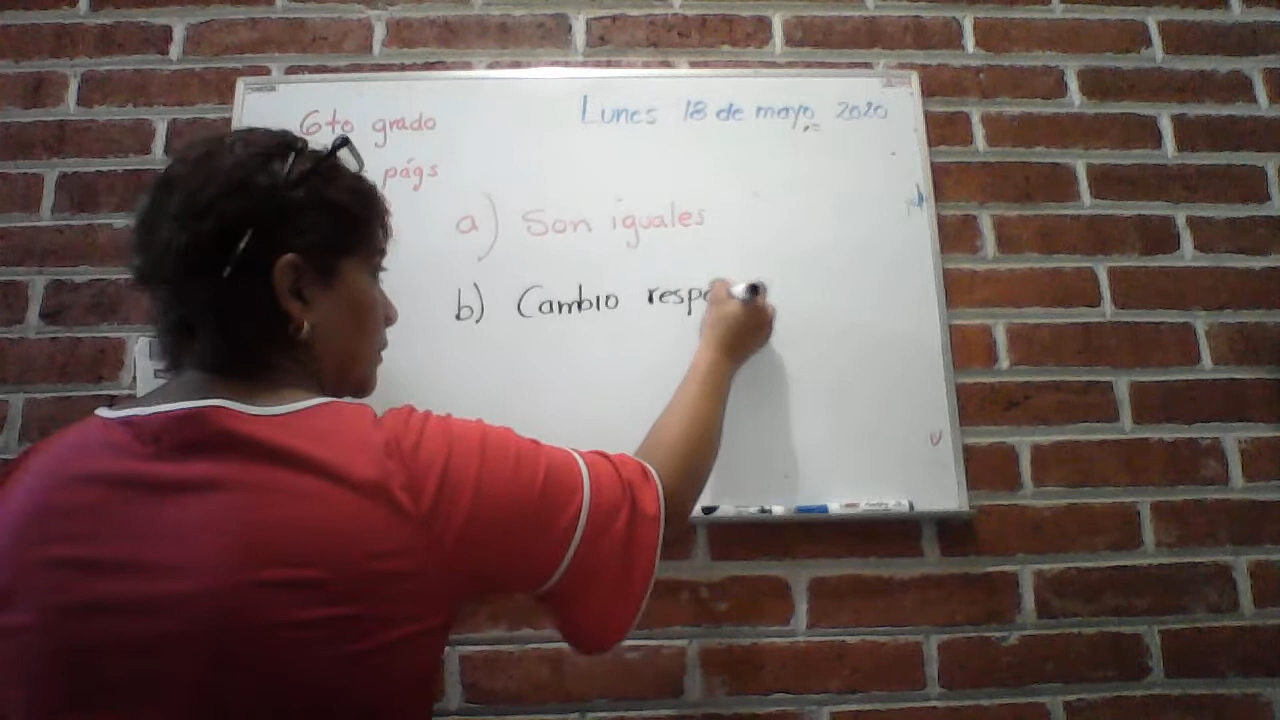 6to grado
Lunes 18 de mayo 2020
págs
a) Son iguales
b) Cambio resp